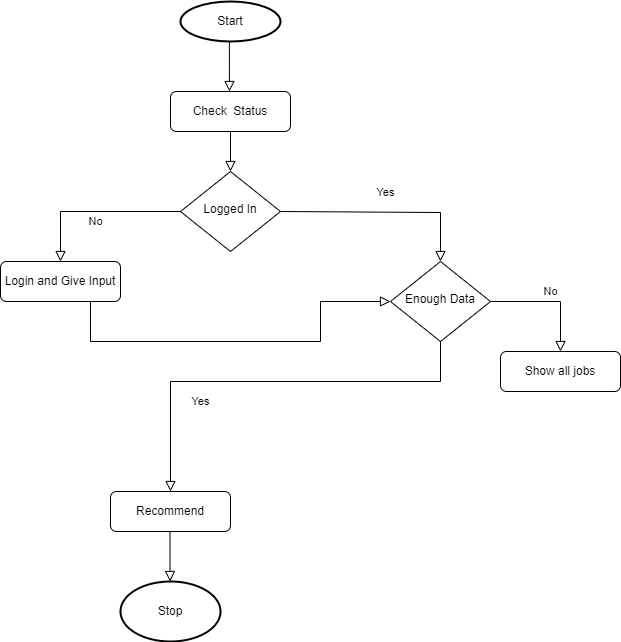 Start
Check Status
Logged In
Yes
No
Login and Give Input
Enough Data
No
Show all jobs
Yes
Recommend
Stop